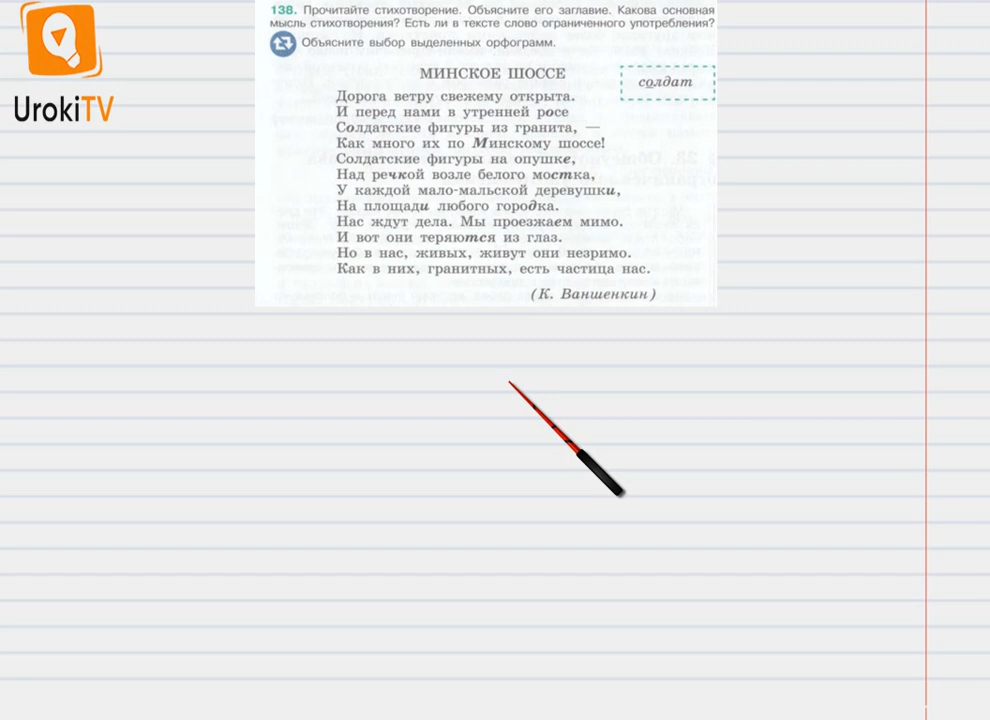 138. Прочитайте стихотворение. Объясните его заглавие. Какова основная
мысль стихотворения? Есть ли в тексте слово ограниченного употребления?
Объясните выбор выделенных орфограмм.
UrokiTV
МИНСКОЕ ШОССЕ
солдат
Дорога ветру свежему открыта.
И перед нами в утренней росе
Солдатские фигуры из гранита, —
Как много их по Минскому шоссе!
Солдатские фигуры на опушке,
Над речкой возле белого мостка,
У каждой мало-мальской деревушки,
На площади любого городка.
Нас ждут дела. Мы проезжаем мимо.
И вот они теряются из глаз.
Но в нас, живых, живут они незримо.
Как в них, гранитных, есть частица нас.
(К. Ваншенкин)